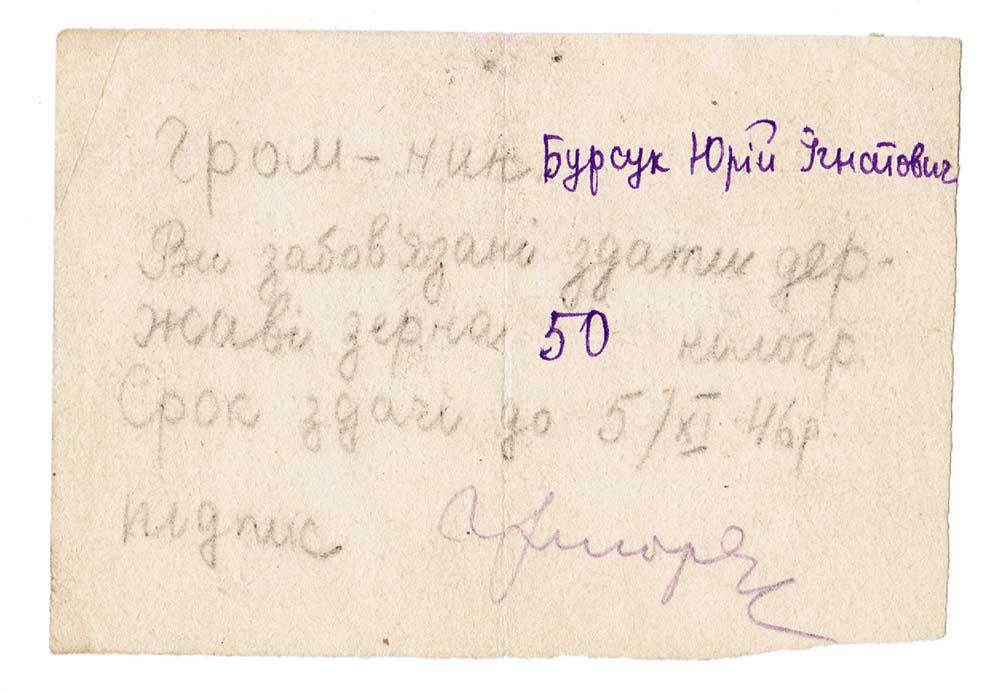 Гром-нин Бурсук Юрій Ігнатович
Ви забов'язані здати дер-
жаві зерна 50 кілогр.
Срок здачі до 5/XI 46р.
підпис